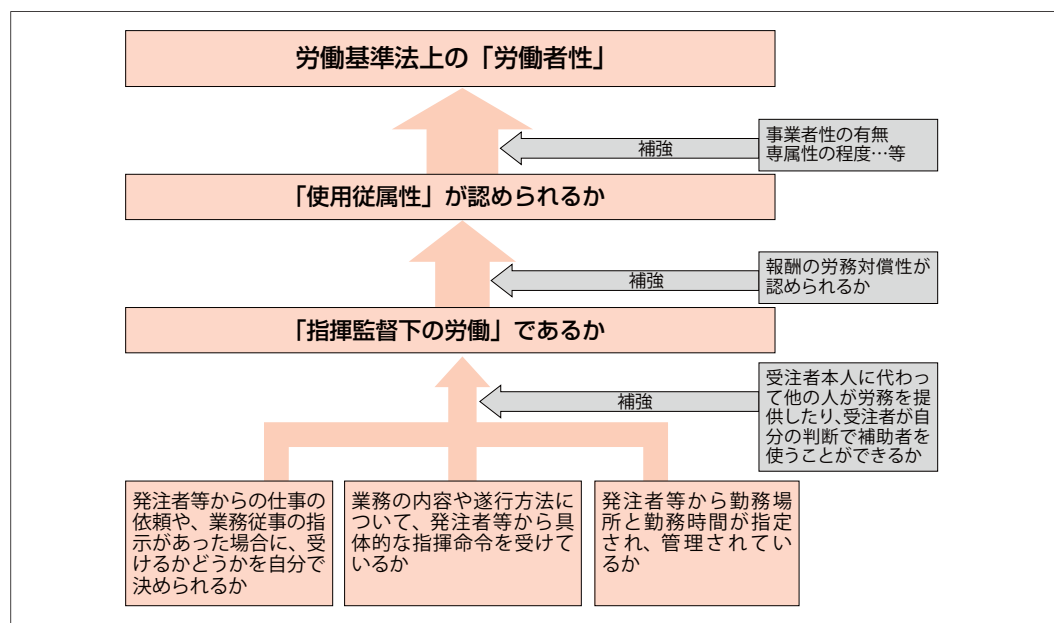 労働基準法上の「労働者性」
補強
事業者性の有無
専属性の程度…等
「使用従属性」が認められるか
補強
報酬の労務対償性が
認められるか
「指揮監督下の労働」であるか
補強
受注者本人に代わっ
て他の人が労務を提
供したり、受注者が自
分の判断で補助者を
使うことができるか
発注者等からの仕事の
依頼や、業務従事の指
示があった場合に、受
けるかどうかを自分で
決められるか
業務の内容や遂行方法に
ついて、発注者等から具
体的な指揮命令を受けて
いるか
発注者等から勤務場
所と勤務時間が指定
され、管理されてい
るか